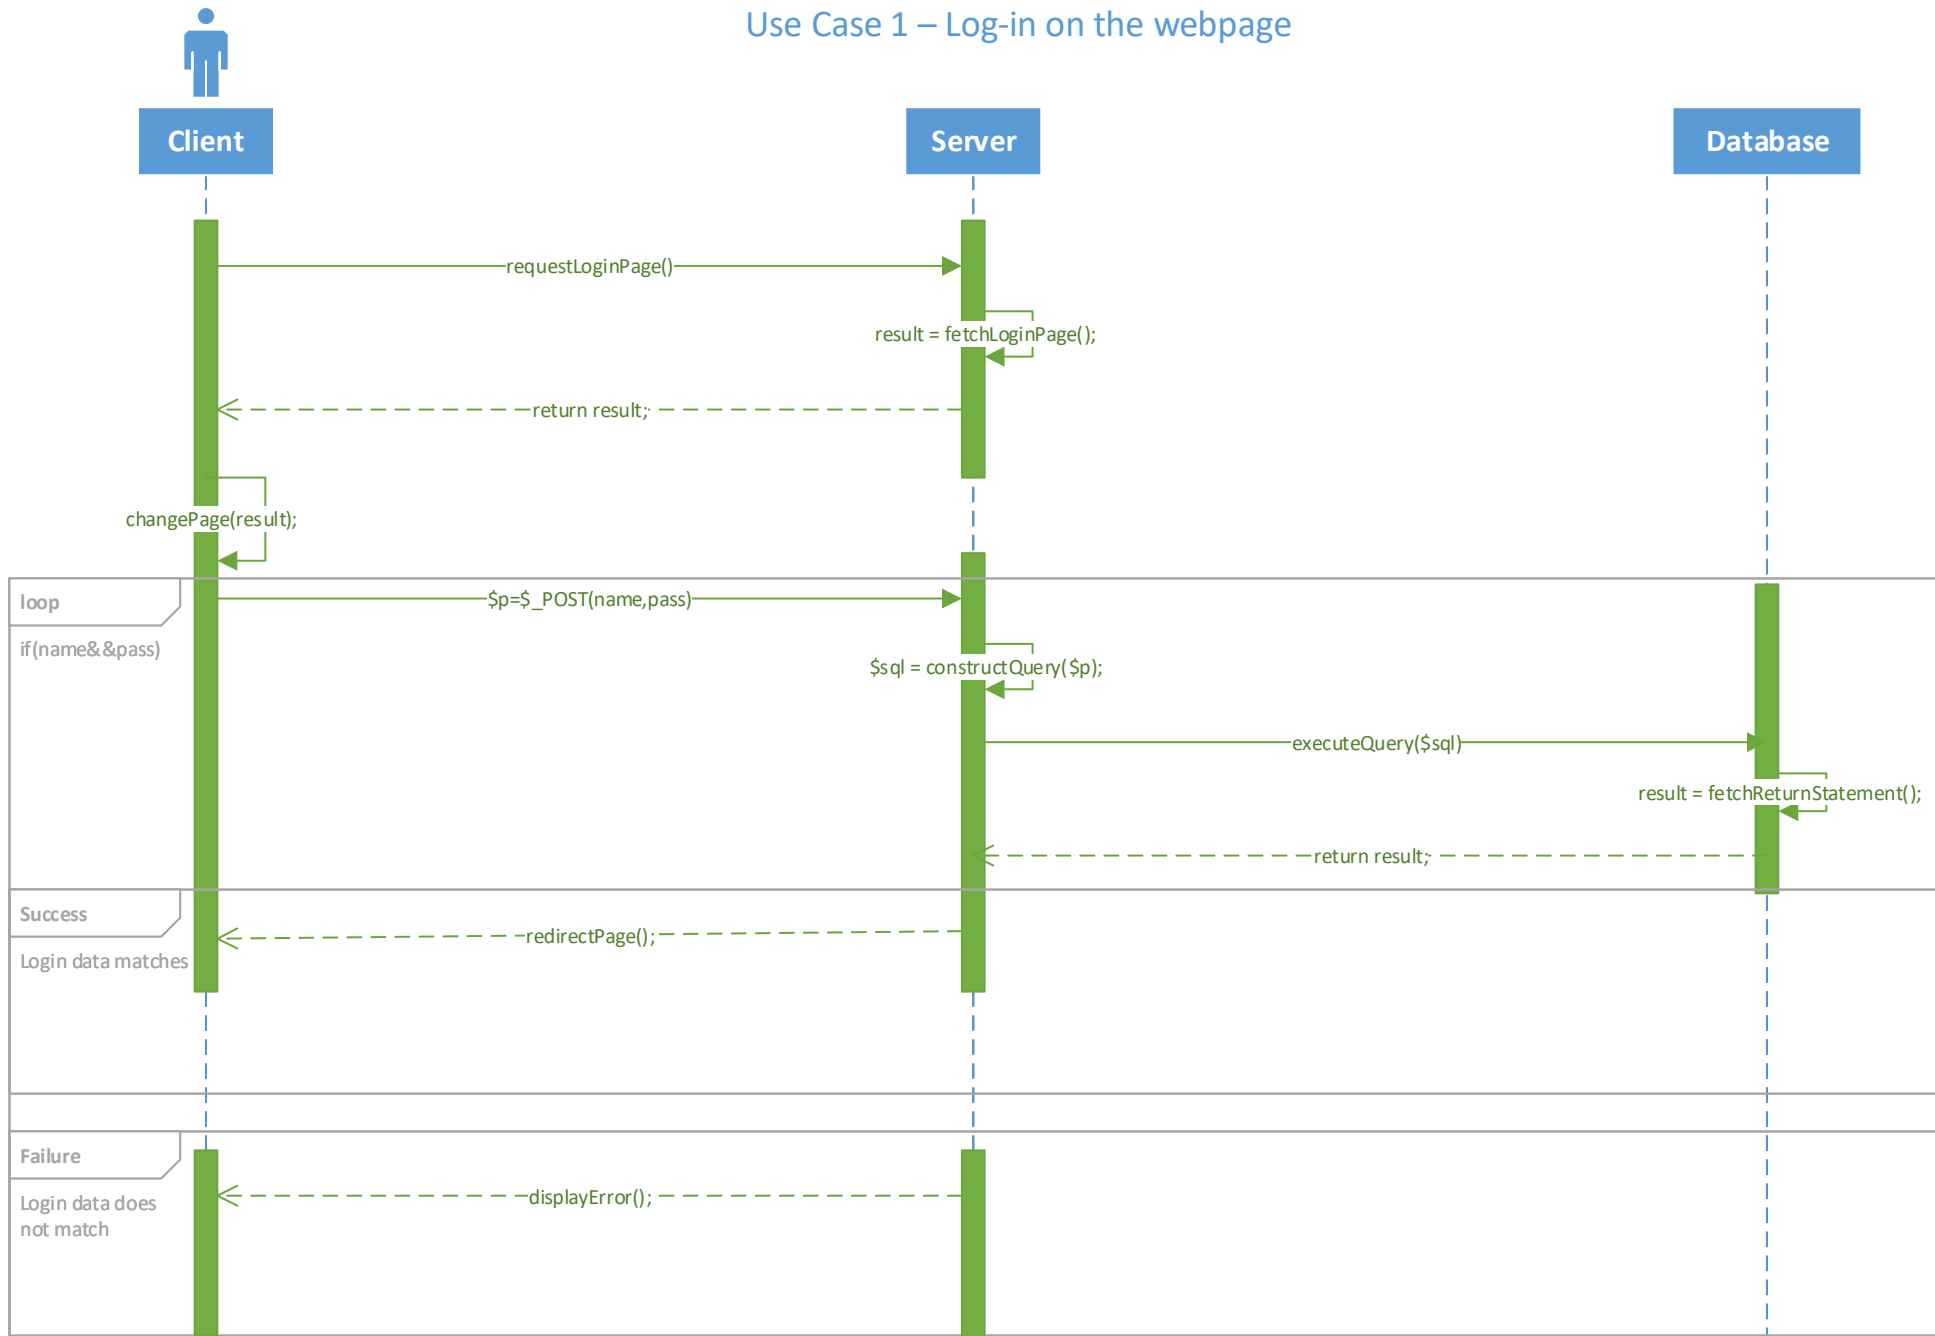 Use Case 1 – Log-in on the webpage
Client
Server
Database
requestLoginPage()
result = fetchLoginPage();
return result;
changePage(result);
loop
$p=$_POST(name,pass)
if(name&&pass)
$sql = constructQuery($p);
executeQuery($sql)
result = fetchReturnStatement();
return result;
Success
redirectPage();
Login data matches
Failure
displayError();
Login data does
not match